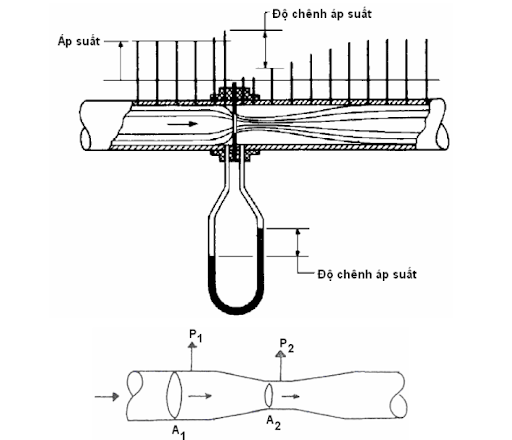 Độ chênh áp suất
Áp suất
Độ chênh áp suất
P1
P2
A1
A2